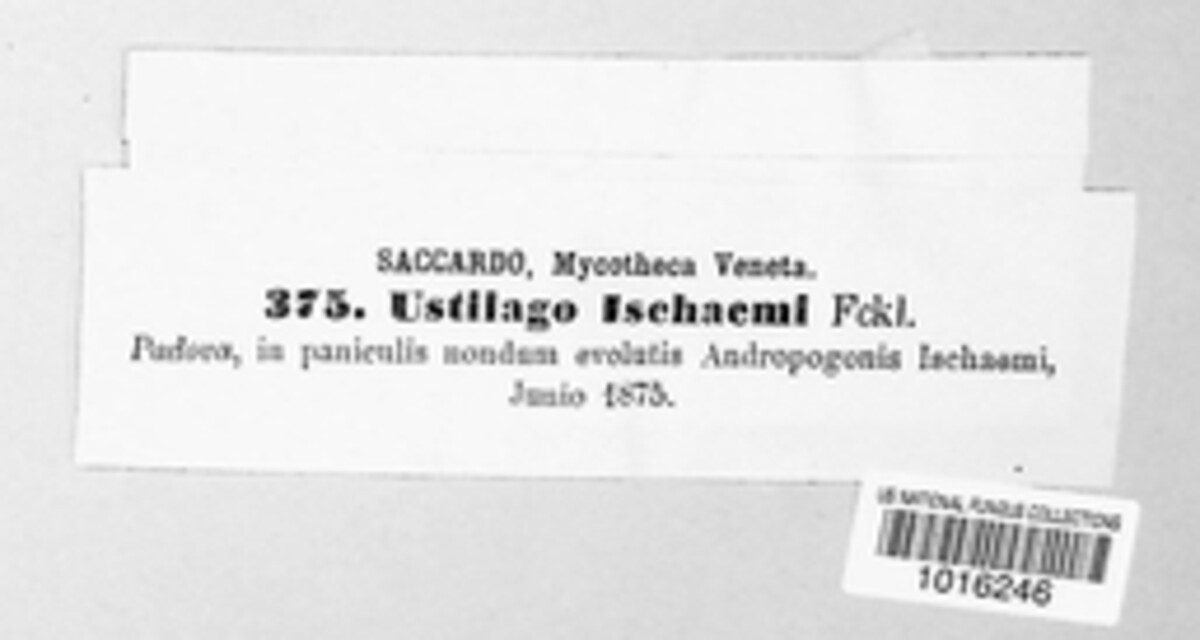 SACCARDO, Mycotheca Veneta.
375. Ustilago Ischaemi Fckl.
Padova, in paniculis nondum evolutis Andropogonis Ischaemi,
Junio 1875.
US NATIONAL FUNGUS COLLECTIONS
1016246